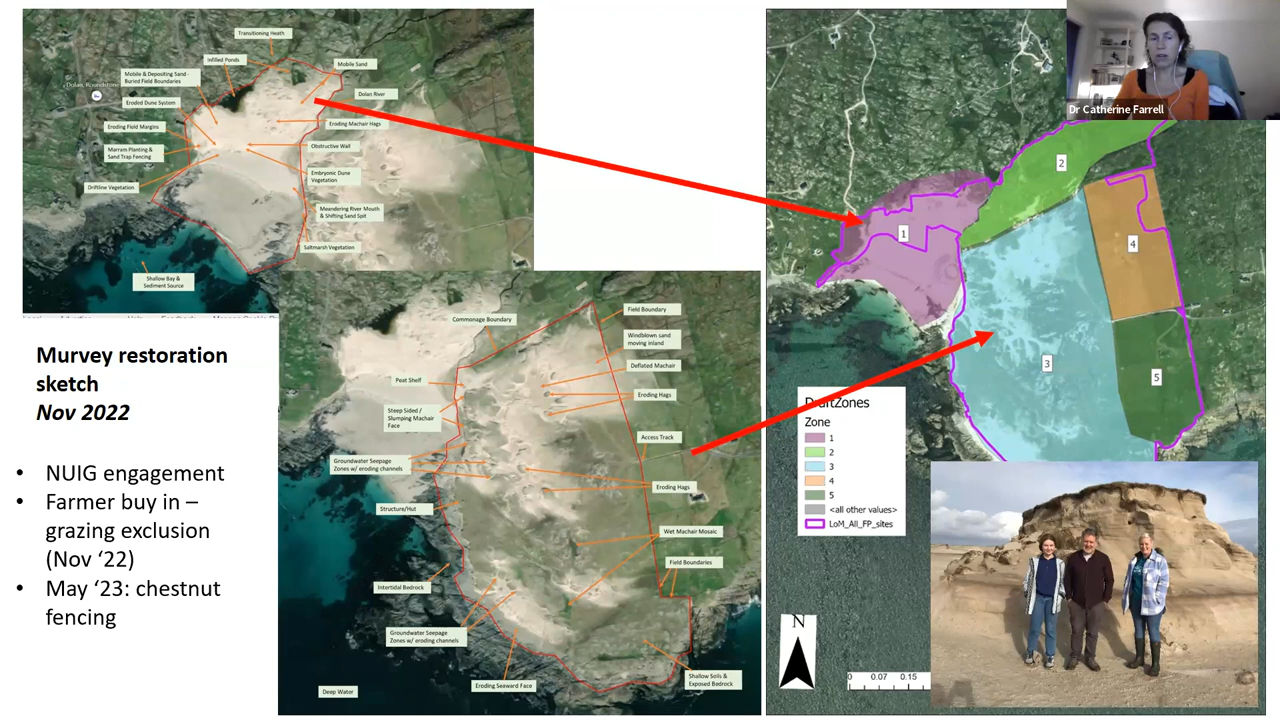 Transitioning Heath
Infilled Ponds
Mobile Sand
Mobile & Depositing Sand -
Buried Field Boundaries
Dolan, Roundstone
Dolan River
Eroded Dune System
Eroding Field Margins
Eroding Machair Hags
Marram Planting &
Sand Trap Fencing
Obstructive Wall
Embryonic Dune
Vegetation
Driftline Vegetation
Meandering River Mouth
& Shifting Sand Spit
Saltmarsh Vegetation
Shallow Bay &
Sediment Source
Murvey restoration
sketch
Nov 2022
• NUIG engagement
• Farmer buy in –
grazing exclusion
(Nov ‘22)
• May ‘23: chestnut
fencing
Commonage Boundary
Field Boundary
Windblown sand
moving inland
Deflated Machair
Peat Shelf
Eroding Hags
Steep Sided /
Slumping Machair
Face
Access Track
Groundwater Seepage
Zones w/ eroding channels
Eroding Hags
Structure/Hut
Wet Machair Mosaic
Field Boundaries
Intertidal Bedrock
Groundwater Seepage
Zones w/ eroding channels
Shallow Soils &
Exposed Bedrock
Eroding Seaward Face
Deep Water
Dr Catherine Farrell
2
1
4
3
5
DraftZones
Zone
1
2
3
4
5
<all other values>
LoM_All_FP_sites
N
0 0.07 0.15